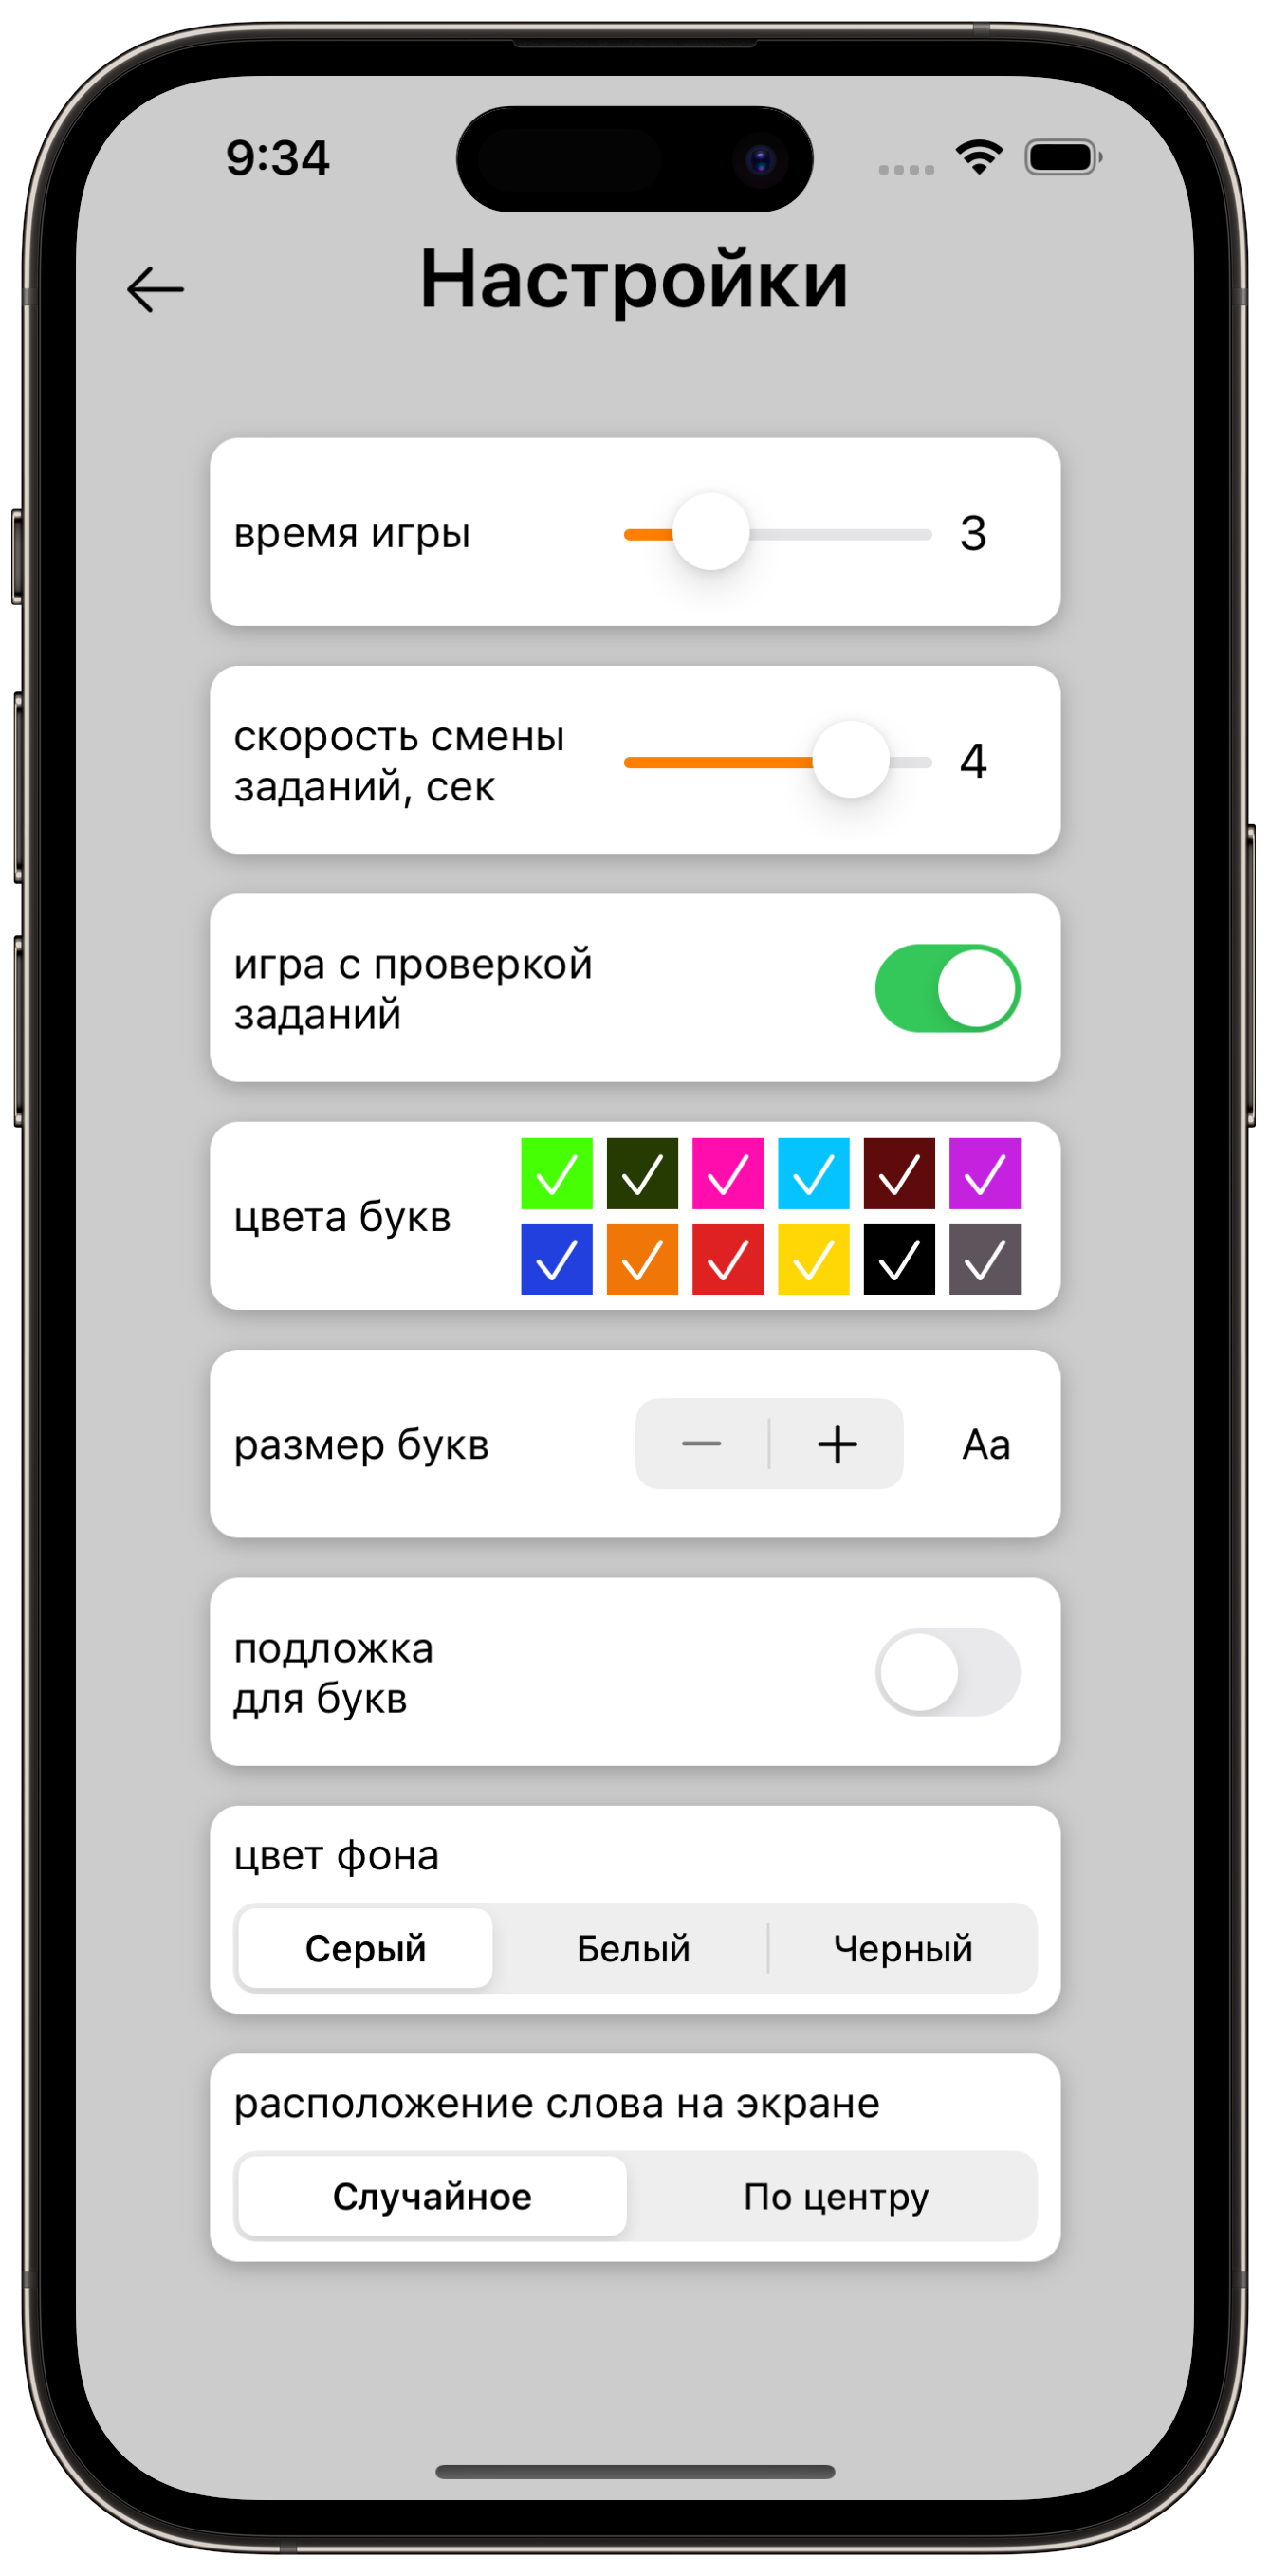 9:34
Настройки
время игры 3
скорость смены
заданий, сек 4
игра с проверкой
заданий
цвета букв
размер букв Aa
подложка
для букв
цвет фона
Серый Белый Черный
расположение слова на экране
Случайное По центру